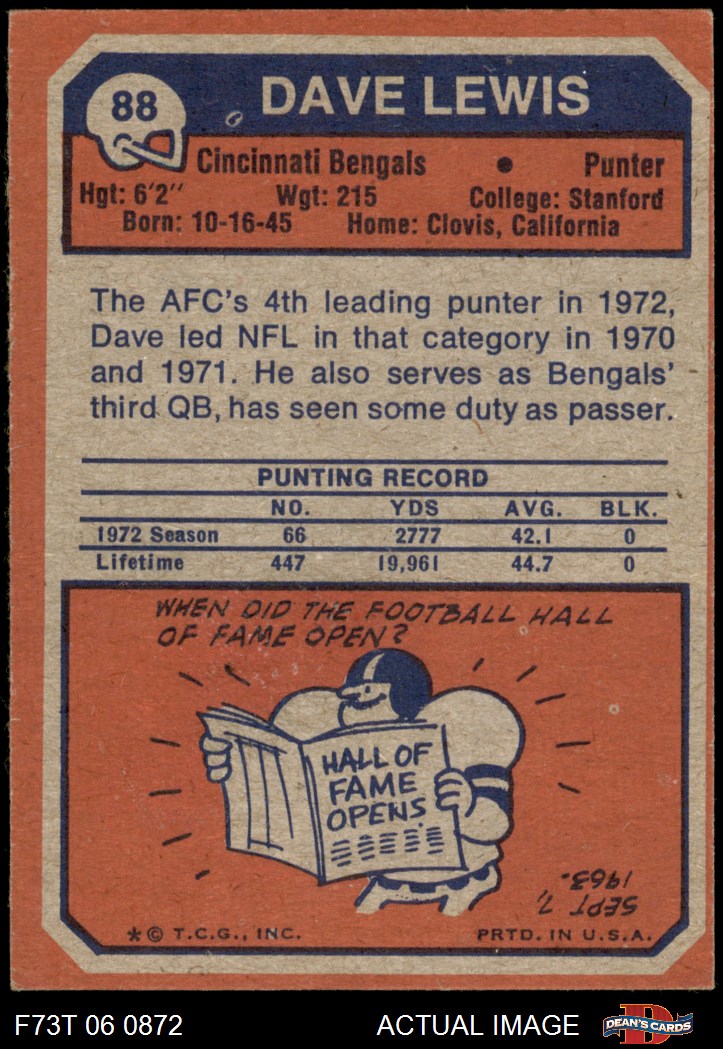 88
DAVE LEWIS
Cincinnati Bengals • Punter
Hgt: 6'2" Wgt: 215 College: Stanford
Born: 10-16-45 Home: Clovis, California
The AFC's 4th leading punter in 1972,
Dave led NFL in that category in 1970
and 1971. He also serves as Bengals'
third QB, has seen some duty as passer.
PUNTING RECORD
NO. YDS AVG. BLK.
1972 Season 66 2777 42.1 0
Lifetime 447 19,961 44.7 0
WHEN DID THE FOOTBALL HALL
OF FAME OPEN?
HALL OF
FAME
OPENS
SEPT 7,
1963.
* © T.C.G., INC. PRTD. IN U.S.A.
F73T 06 0872 ACTUAL IMAGE D DEAN'S CARDS